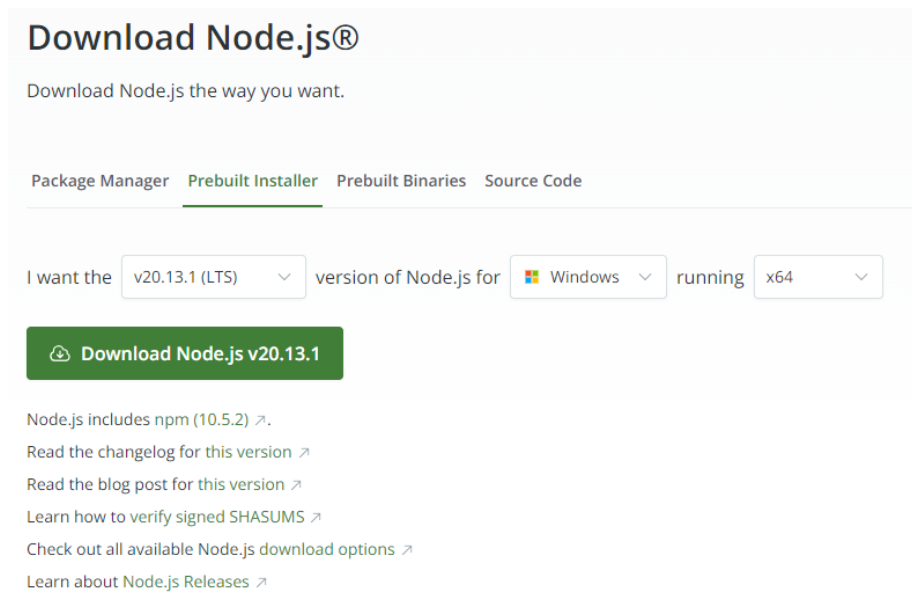 Download Node.js®
Download Node.js the way you want.
Package Manager Prebuilt Installer Prebuilt Binaries Source Code
I want the v20.13.1 (LTS) version of Node.js for Windows running x64
Download Node.js v20.13.1
Node.js includes npm (10.5.2) ↗.
Read the changelog for this version ↗
Read the blog post for this version ↗
Learn how to verify signed SHASUMS ↗
Check out all available Node.js download options ↗
Learn about Node.js Releases ↗